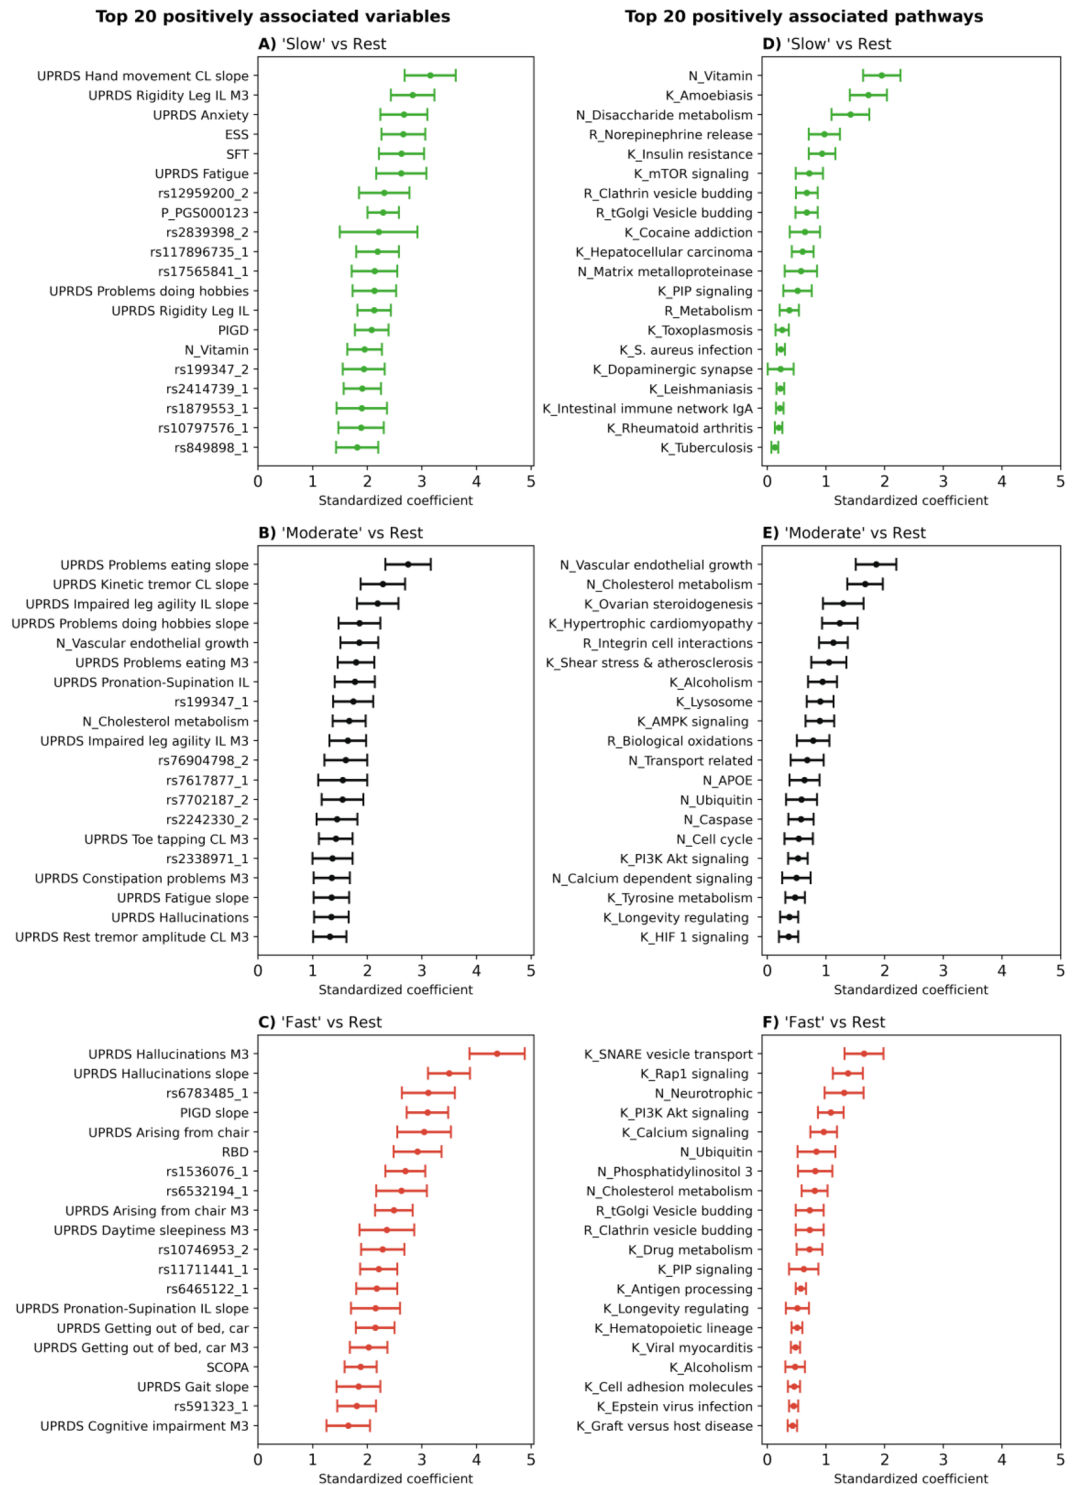 Top 20 positively associated variables
A) 'Slow' vs Rest
UPRDS Hand movement CL slope
UPRDS Rigidity Leg IL M3
UPRDS Anxiety
ESS
SFT
UPRDS Fatigue
rs12959200_2
P_PGS000123
rs2839398_2
rs117896735_1
rs17565841_1
UPRDS Problems doing hobbies
UPRDS Rigidity Leg IL
PIGD
N_Vitamin
rs199347_2
rs2414739_1
rs1879553_1
rs10797576_1
rs849898_1
0 1 2 3 4 5
Standardized coefficient
B) 'Moderate' vs Rest
UPRDS Problems eating slope
UPRDS Kinetic tremor CL slope
UPRDS Impaired leg agility IL slope
UPRDS Problems doing hobbies slope
N_Vascular endothelial growth
UPRDS Problems eating M3
UPRDS Pronation-Supination IL
rs199347_1
N_Cholesterol metabolism
UPRDS Impaired leg agility IL M3
rs76904798_2
rs7617877_1
rs7702187_2
rs2242330_2
UPRDS Toe tapping CL M3
rs2338971_1
UPRDS Constipation problems M3
UPRDS Fatigue slope
UPRDS Hallucinations
UPRDS Rest tremor amplitude CL M3
0 1 2 3 4 5
Standardized coefficient
C) 'Fast' vs Rest
UPRDS Hallucinations M3
UPRDS Hallucinations slope
rs6783485_1
PIGD slope
UPRDS Arising from chair
RBD
rs1536076_1
rs6532194_1
UPRDS Arising from chair M3
UPRDS Daytime sleepiness M3
rs10746953_2
rs11711441_1
rs6465122_1
UPRDS Pronation-Supination IL slope
UPRDS Getting out of bed, car
UPRDS Getting out of bed, car M3
SCOPA
UPRDS Gait slope
rs591323_1
UPRDS Cognitive impairment M3
0 1 2 3 4 5
Standardized coefficient
Top 20 positively associated pathways
D) 'Slow' vs Rest
N_Vitamin
K_Amoebiasis
N_Disaccharide metabolism
R_Norepinephrine release
K_Insulin resistance
K_mTOR signaling
R_Clathrin vesicle budding
R_tGolgi Vesicle budding
K_Cocaine addiction
K_Hepatocellular carcinoma
N_Matrix metalloproteinase
K_PIP signaling
R_Metabolism
K_Toxoplasmosis
K_S. aureus infection
K_Dopaminergic synapse
K_Leishmaniasis
K_Intestinal immune network IgA
K_Rheumatoid arthritis
K_Tuberculosis
0 1 2 3 4 5
Standardized coefficient
E) 'Moderate' vs Rest
N_Vascular endothelial growth
N_Cholesterol metabolism
K_Ovarian steroidogenesis
K_Hypertrophic cardiomyopathy
R_Integrin cell interactions
K_Shear stress & atherosclerosis
K_Alcoholism
K_Lysosome
K_AMPK signaling
R_Biological oxidations
N_Transport related
N_APOE
N_Ubiquitin
N_Caspase
N_Cell cycle
K_PI3K Akt signaling
N_Calcium dependent signaling
K_Tyrosine metabolism
K_Longevity regulating
K_HIF 1 signaling
0 1 2 3 4 5
Standardized coefficient
F) 'Fast' vs Rest
K_SNARE vesicle transport
K_Rap1 signaling
N_Neurotrophic
K_PI3K Akt signaling
K_Calcium signaling
N_Ubiquitin
N_Phosphatidylinositol 3
N_Cholesterol metabolism
R_tGolgi Vesicle budding
R_Clathrin vesicle budding
K_Drug metabolism
K_PIP signaling
K_Antigen processing
K_Longevity regulating
K_Hematopoietic lineage
K_Viral myocarditis
K_Alcoholism
K_Cell adhesion molecules
K_Epstein virus infection
K_Graft versus host disease
0 1 2 3 4 5
Standardized coefficient